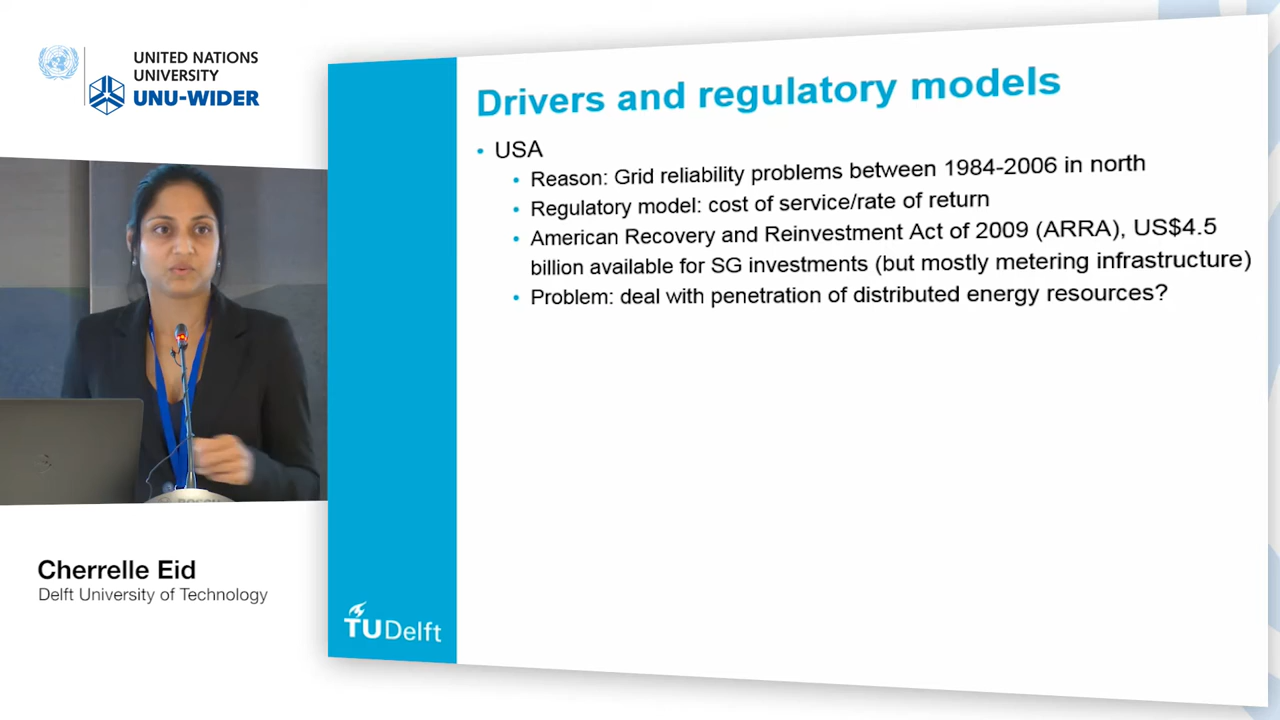 UNITED NATIONS
UNIVERSITY
UNU-WIDER
Drivers and regulatory models
• USA
• Reason: Grid reliability problems between 1984-2006 in north
• Regulatory model: cost of service/rate of return
• American Recovery and Reinvestment Act of 2009 (ARRA), US$4.5
billion available for SG investments (but mostly metering infrastructure)
• Problem: deal with penetration of distributed energy resources?
Cherrelle Eid
Delft University of Technology
TU Delft